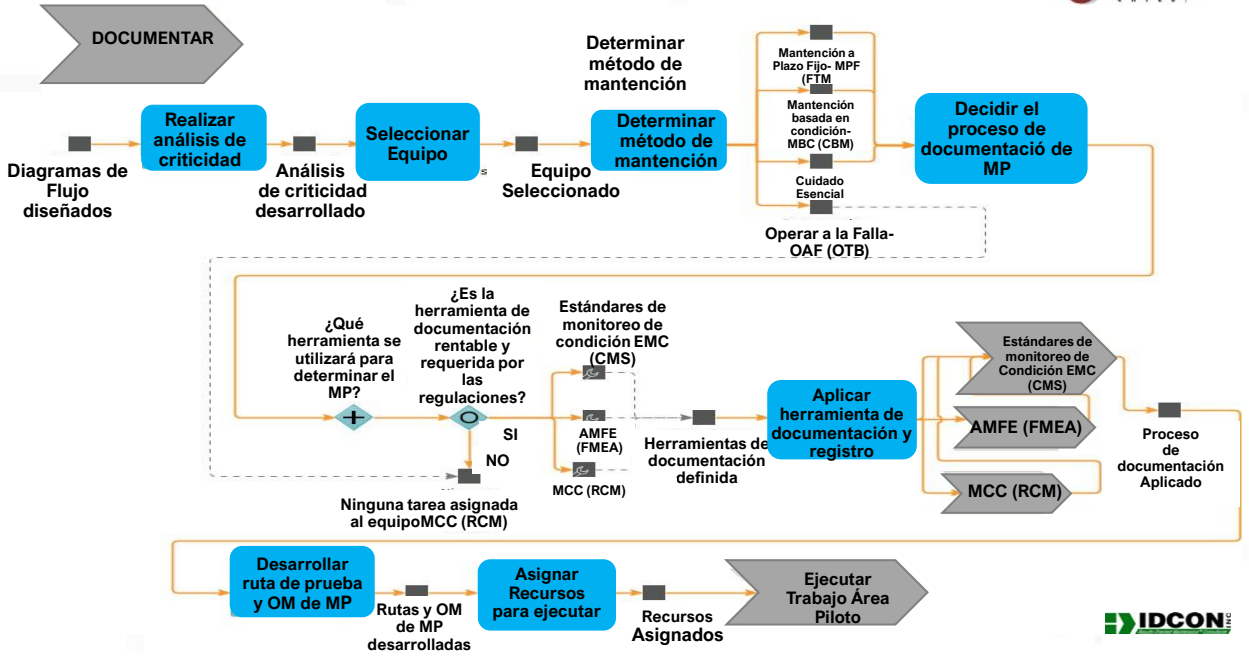 DOCUMENTAR
Realizar
análisis de
criticidad
Seleccionar
Equipo
Determinar
método de
mantención
Determinar
método de
mantención
Mantención a
Plazo Fijo- MPF
(FTM
Mantención
basada en
condición-
MBC (CBM)
Cuidado
Esencial
Operar a la Falla-
OAF (OTB)
Decidir el
proceso de
documentació de
MP
Diagramas de
Flujo
diseñados
Análisis
de criticidad
desarrollado
s
Equipo
Seleccionado
¿Qué
herramienta se
utilizará para
determinar el
MP?
¿Es la
herramienta de
documentación
rentable y
requerida por
las
regulaciones?
SI
NO
Ninguna tarea asignada
al equipoMCC (RCM)
Estándares de
monitoreo de
condición EMC
(CMS)
AMFE
(FMEA)
MCC (RCM)
Herramientas de
documentación
definida
Aplicar
herramienta de
documentación y
registro
Estándares de
monitoreo de
Condición EMC
(CMS)
AMFE (FMEA)
MCC (RCM)
Proceso
de
documentación
Aplicado
Desarrollar
ruta de prueba
y OM de MP
Rutas y OM
de MP
desarrolladas
Asignar
Recursos
para ejecutar
Recursos
Asignados
Ejecutar
Trabajo Área
Piloto
IDCON INC